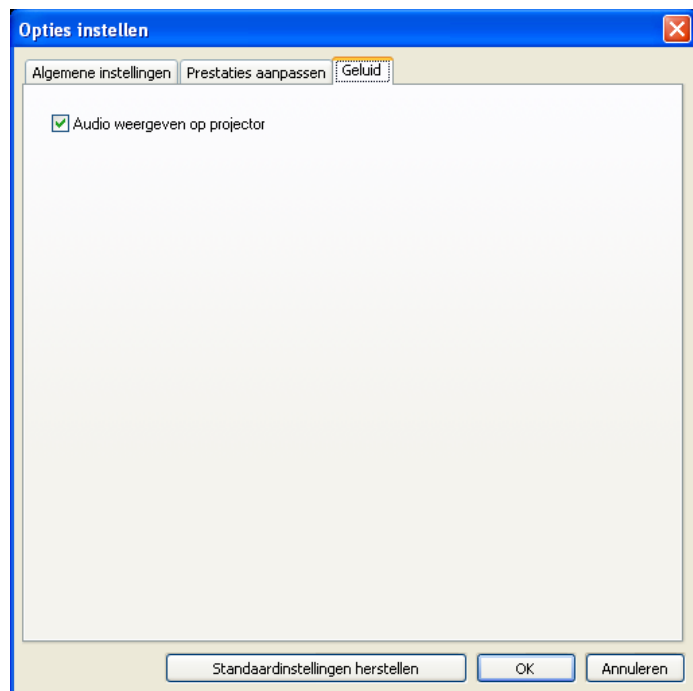 Opties instellen
Algemene instellingen Prestaties aanpassen Geluid
Audio weergeven op projector
Standaardinstellingen herstellen OK Annuleren